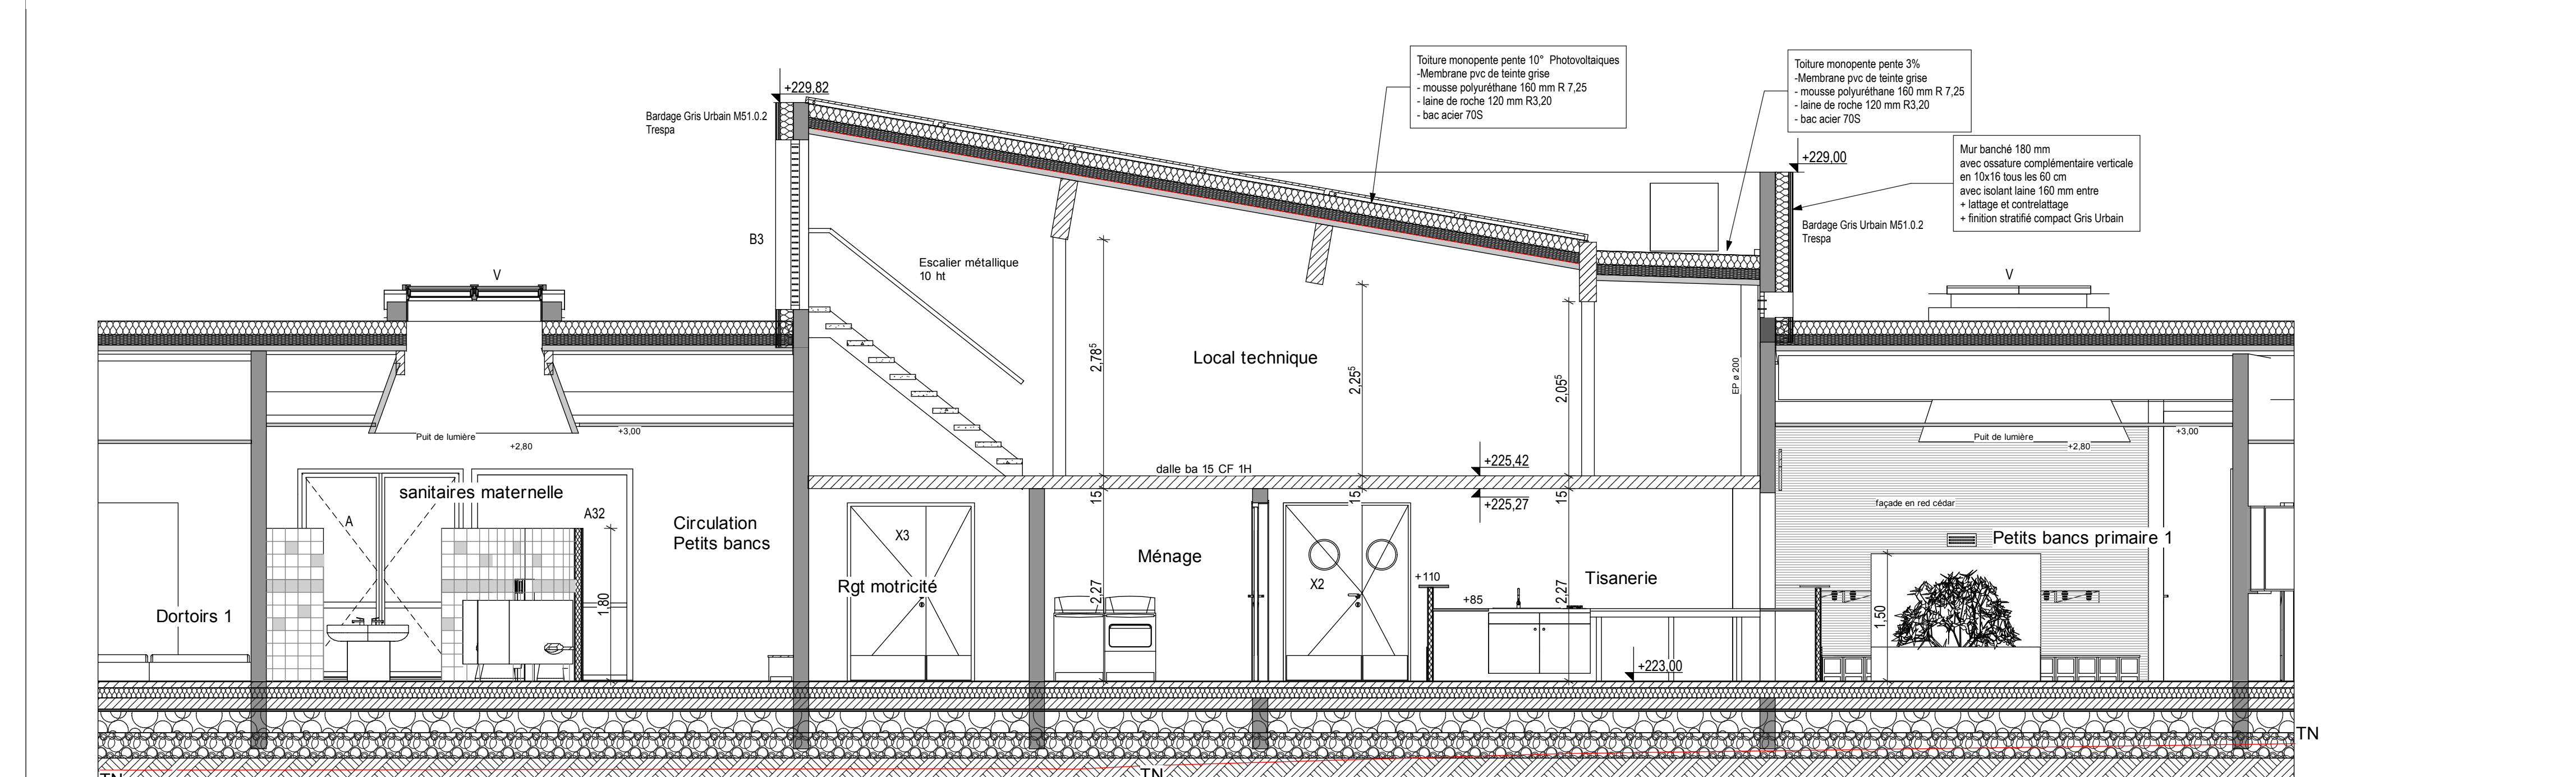 Toiture monopente pente 10° Photovoltaiques
-Membrane pvc de teinte grise
- mousse polyuréthane 160 mm R 7,25
- laine de roche 120 mm R3,20
- bac acier 70S
Toiture monopente pente 3%
-Membrane pvc de teinte grise
- mousse polyuréthane 160 mm R 7,25
- laine de roche 120 mm R3,20
- bac acier 70S
+229,82
Bardage Gris Urbain M51.0.2
Trespa
Mur banché 180 mm
avec ossature complémentaire verticale
en 10x16 tous les 60 cm
avec isolant laine 160 mm entre
+ lattage et contrelattage
+ finition stratifié compact Gris Urbain
+229,00
Bardage Gris Urbain M51.0.2
Trespa
B3
Escalier métallique
10 ht
V
V
Local technique
2,78⁵
2,25⁵
2,05⁵
EP ø 200
Puit de lumière
+2,80
+3,00
Puit de lumière
+2,80
+3,00
dalle ba 15 CF 1H
+225,42
+225,27
15
15
15
sanitaires maternelle
A
A32
Circulation
Petits bancs
X3
Rgt motricité
Ménage
X2
+110
+85
Tisanerie
façade en red cédar
Petits bancs primaire 1
Dortoirs 1
1,80
2,27
2,27
1,50
+223,00
TN
TN
TN